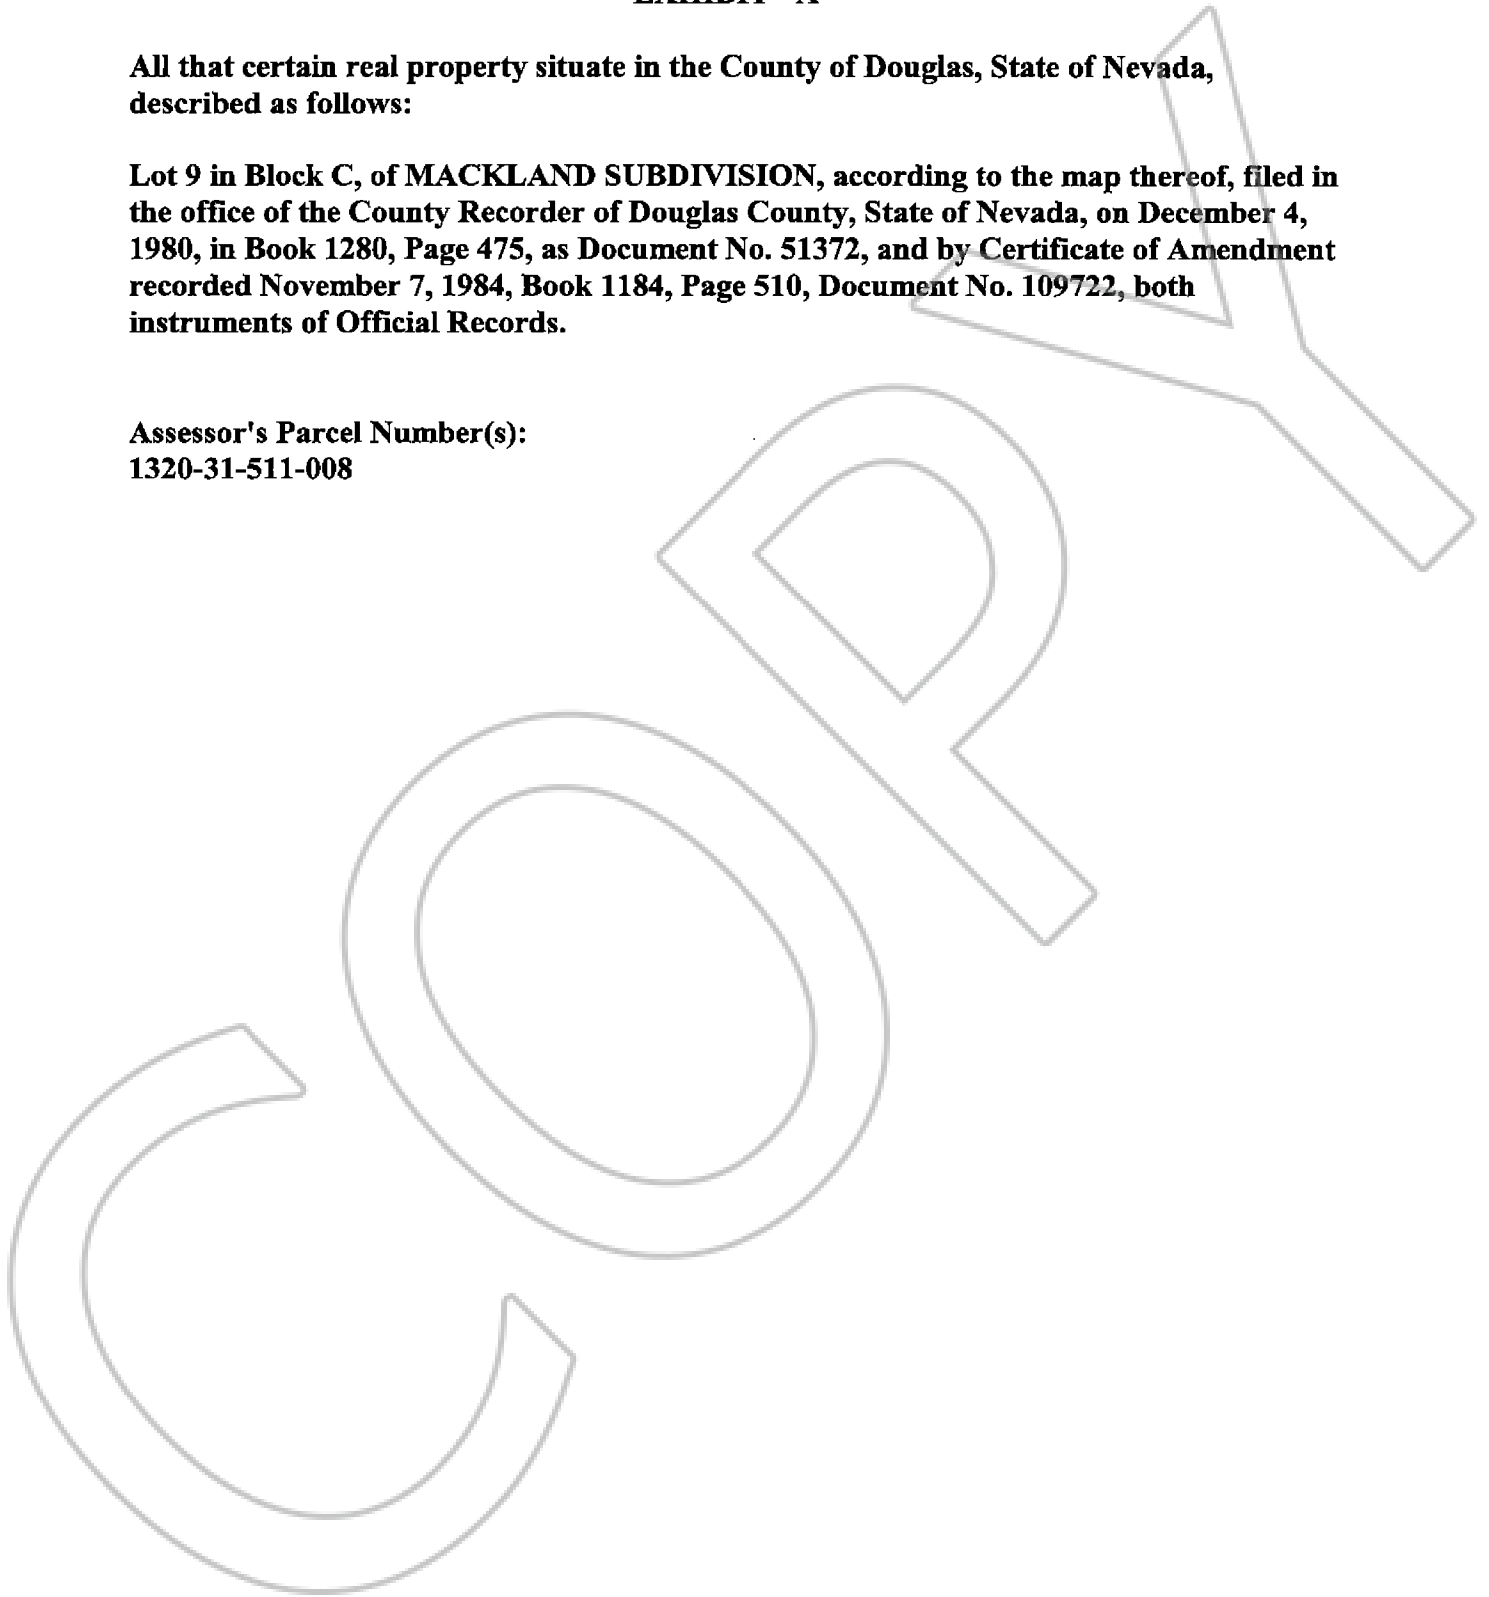 All that certain real property situate in the County of Douglas, State of Nevada,
described as follows:
Lot 9 in Block C, of MACKLAND SUBDIVISION, according to the map thereof, filed in
the office of the County Recorder of Douglas County, State of Nevada, on December 4,
1980, in Book 1280, Page 475, as Document No. 51372, and by Certificate of Amendment
recorded November 7, 1984, Book 1184, Page 510, Document No. 109722, both
instruments of Official Records.
Assessor's Parcel Number(s):
1320-31-511-008
COPY